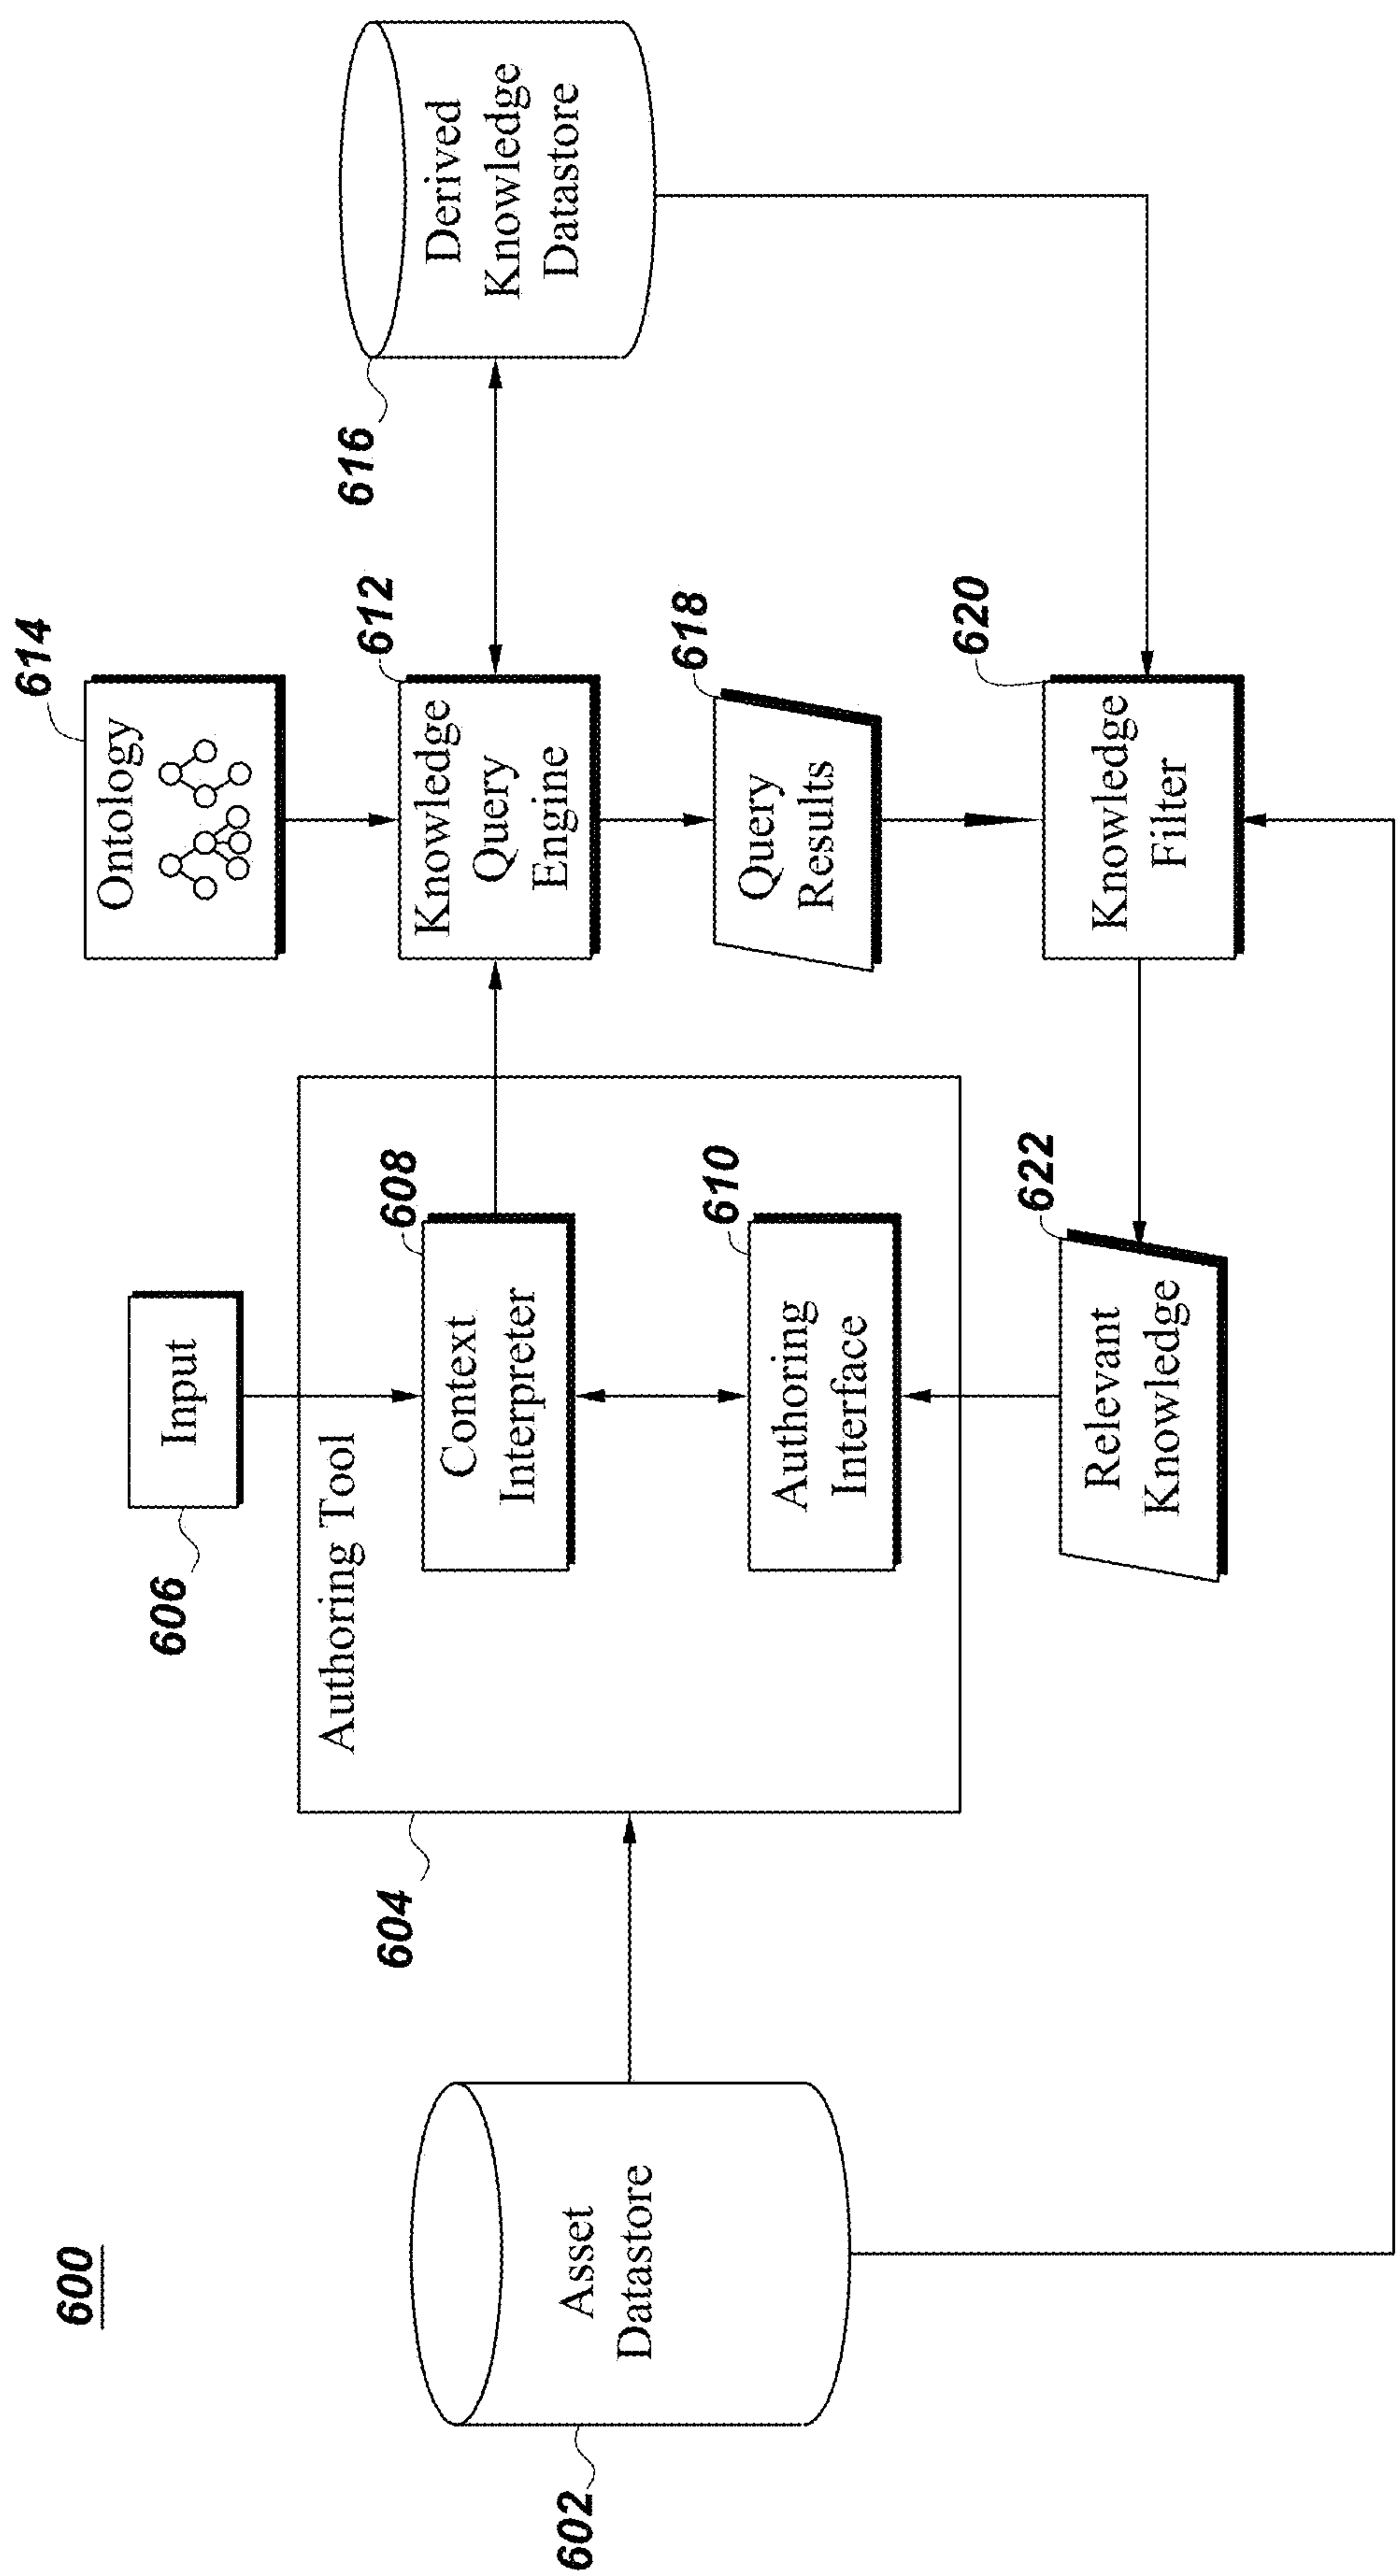 600
602
Asset
Datastore
604
Authoring Tool
606
Input
608
Context
Interpreter
610
Authoring
Interface
622
Relevant
Knowledge
614
Ontology
612
Knowledge
Query
Engine
618
Query
Results
620
Knowledge
Filter
616
Derived
Knowledge
Datastore